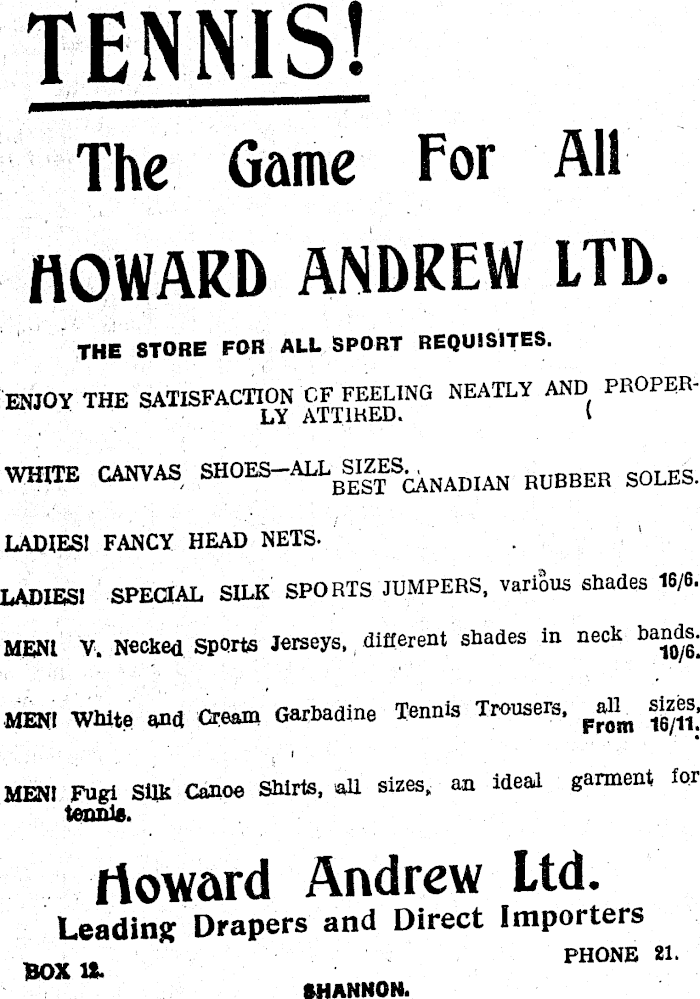 TENNIS!
The Game For All
HOWARD ANDREW LTD.
THE STORE FOR ALL SPORT REQUISITES.
ENJOY THE SATISFACTION OF FEELING NEATLY AND PROPER-
LY ATTIRED.
WHITE CANVAS SHOES—ALL SIZES.
BEST CANADIAN RUBBER SOLES.
LADIES! FANCY HEAD NETS.
LADIES! SPECIAL SILK SPORTS JUMPERS, various shades 16/6.
MEN! V. Necked Sports Jerseys, different shades in neck bands.
10/6.
MEN! White and Cream Garbadine Tennis Trousers, all sizes,
From 16/11.
MEN! Fugi Silk Canoe Shirts, all sizes, an ideal garment for
tennis.
Howard Andrew Ltd.
Leading Drapers and Direct Importers
BOX 12. PHONE 21.
SHANNON.